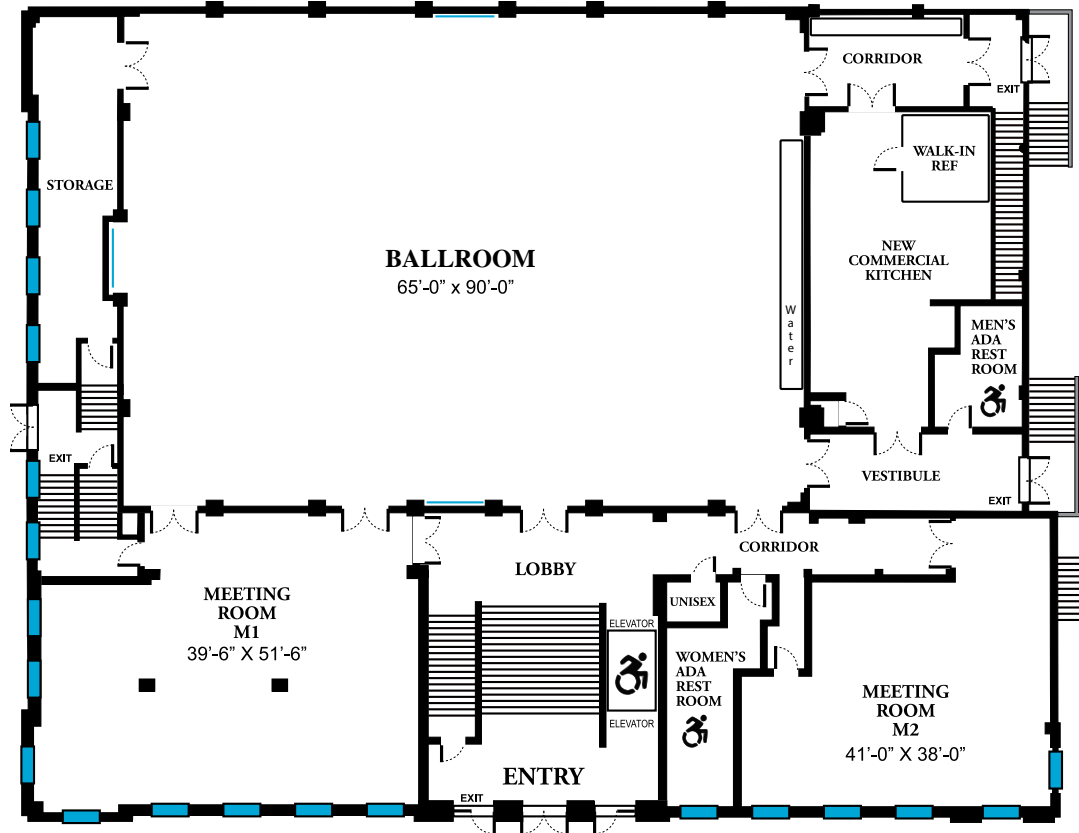 CORRIDOR
EXIT
WALK-IN
REF
STORAGE
BALLROOM
65'-0" x 90'-0"
NEW
COMMERCIAL
KITCHEN
Water
MEN'S
ADA
REST
ROOM
EXIT
VESTIBULE
EXIT
CORRIDOR
LOBBY
MEETING
ROOM
M1
39'-6" X 51'-6"
UNISEX
ELEVATOR
WOMEN'S
ADA
REST
ROOM
MEETING
ROOM
M2
41'-0" X 38'-0"
ELEVATOR
ENTRY
EXIT